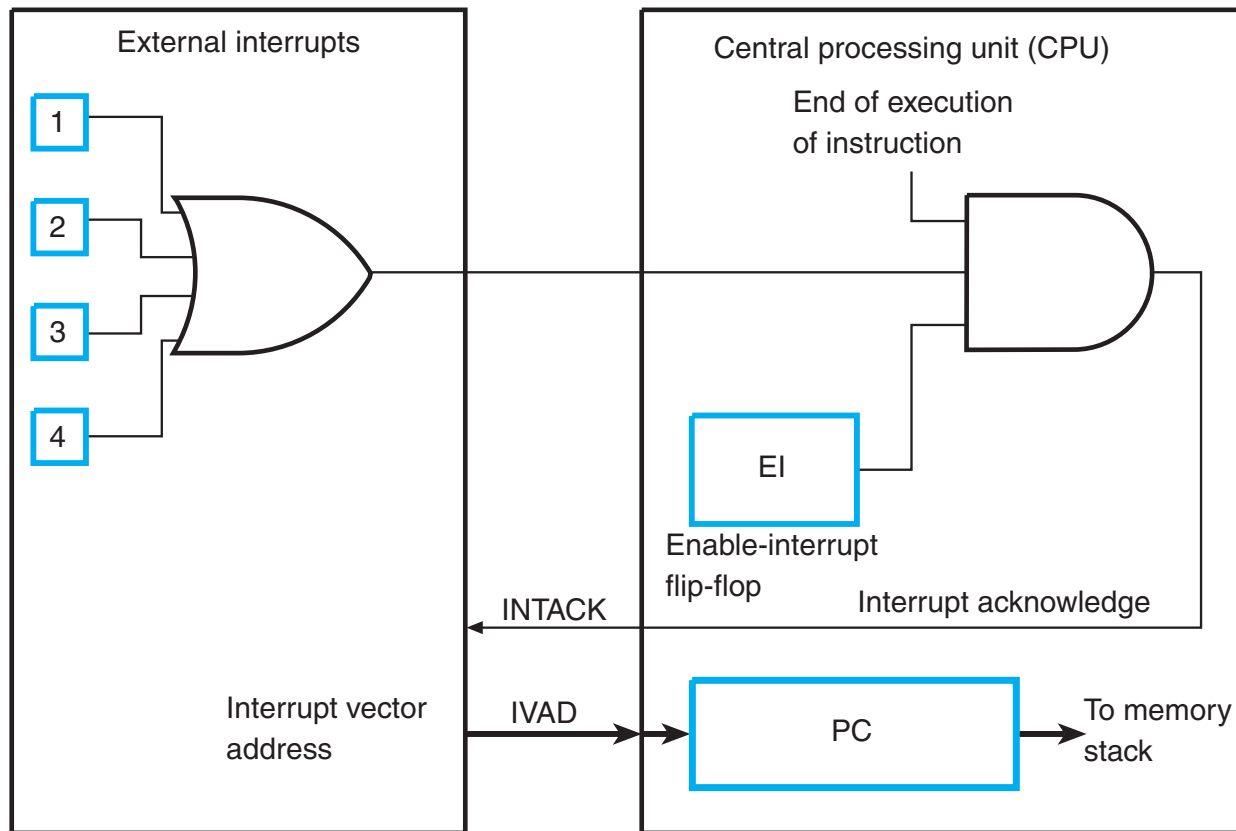 External interrupts
1
2
3
4
Central processing unit (CPU)
End of execution
of instruction
EI
Enable-interrupt
flip-flop
INTACK
Interrupt acknowledge
Interrupt vector
address
IVAD
PC
To memory
stack